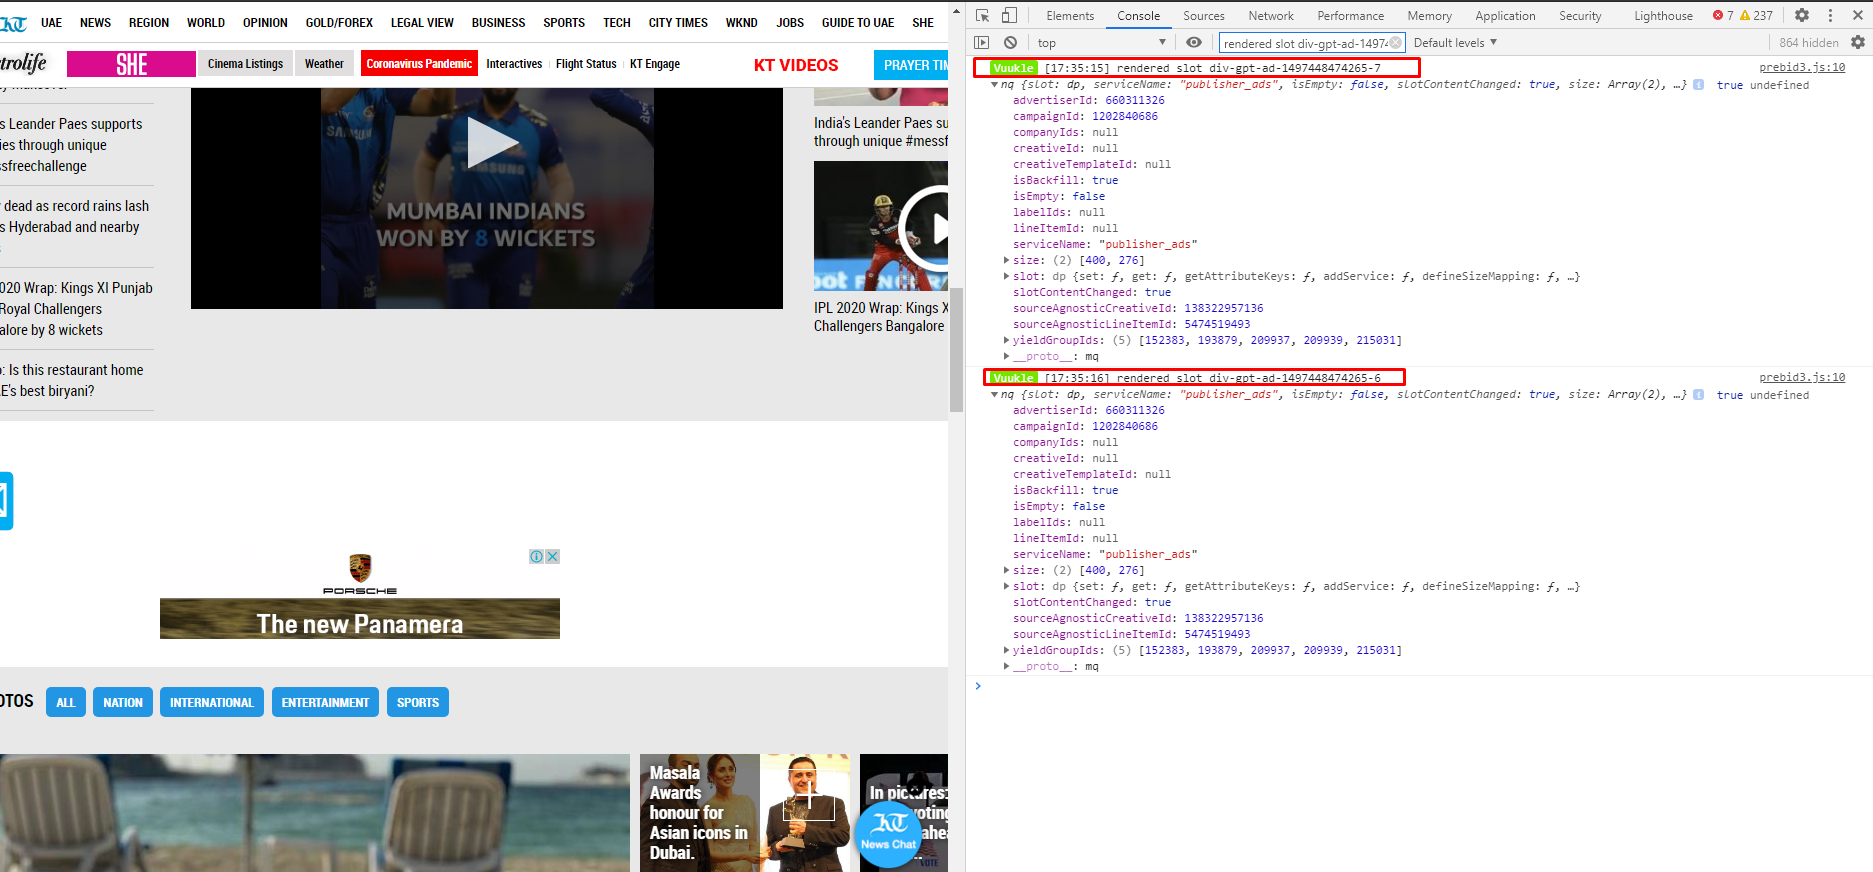 KT UAE NEWS REGION WORLD OPINION GOLD/FOREX LEGAL VIEW BUSINESS SPORTS TECH CITY TIMES WKND JOBS GUIDE TO UAE SHE
trolife SHE Cinema Listings Weather Coronavirus Pandemic Interactives Flight Status KT Engage KT VIDEOS PRAYER TIM
s Leander Paes supports
ies through unique
ssfreechallenge
dead as record rains lash
s Hyderabad and nearby
020 Wrap: Kings XI Punjab
Royal Challengers
alore by 8 wickets
: Is this restaurant home
E's best biryani?
SAMSUNG
MUMBAI INDIANS
WON BY 8 WICKETS
India's Leander Paes su
through unique #messf
IPL 2020 Wrap: Kings X
Challengers Bangalore
PORSCHE
The new Panamera
OTOS ALL NATION INTERNATIONAL ENTERTAINMENT SPORTS
Masala
Awards
honour for
Asian icons in
Dubai.
In pictures:
voting
ahea
VOTE
KT
News Chat
Elements Console Sources Network Performance Memory Application Security Lighthouse 7 237
top rendered slot div-gpt-ad-14974 Default levels 864 hidden
Vuukle [17:35:15] rendered slot div-gpt-ad-1497448474265-7 prebid3.js:10
nq {slot: dp, serviceName: "publisher_ads", isEmpty: false, slotContentChanged: true, size: Array(2), …} i true undefined
advertiserId: 660311326
campaignId: 1202840686
companyIds: null
creativeId: null
creativeTemplateId: null
isBackfill: true
isEmpty: false
labelIds: null
lineItemId: null
serviceName: "publisher_ads"
size: (2) [400, 276]
slot: dp {set: ƒ, get: ƒ, getAttributeKeys: ƒ, addService: ƒ, defineSizeMapping: ƒ, …}
slotContentChanged: true
sourceAgnosticCreativeId: 138322957136
sourceAgnosticLineItemId: 5474519493
yieldGroupIds: (5) [152383, 193879, 209937, 209939, 215031]
__proto__: mq
Vuukle [17:35:16] rendered slot div-gpt-ad-1497448474265-6 prebid3.js:10
nq {slot: dp, serviceName: "publisher_ads", isEmpty: false, slotContentChanged: true, size: Array(2), …} i true undefined
advertiserId: 660311326
campaignId: 1202840686
companyIds: null
creativeId: null
creativeTemplateId: null
isBackfill: true
isEmpty: false
labelIds: null
lineItemId: null
serviceName: "publisher_ads"
size: (2) [400, 276]
slot: dp {set: ƒ, get: ƒ, getAttributeKeys: ƒ, addService: ƒ, defineSizeMapping: ƒ, …}
slotContentChanged: true
sourceAgnosticCreativeId: 138322957136
sourceAgnosticLineItemId: 5474519493
yieldGroupIds: (5) [152383, 193879, 209937, 209939, 215031]
__proto__: mq